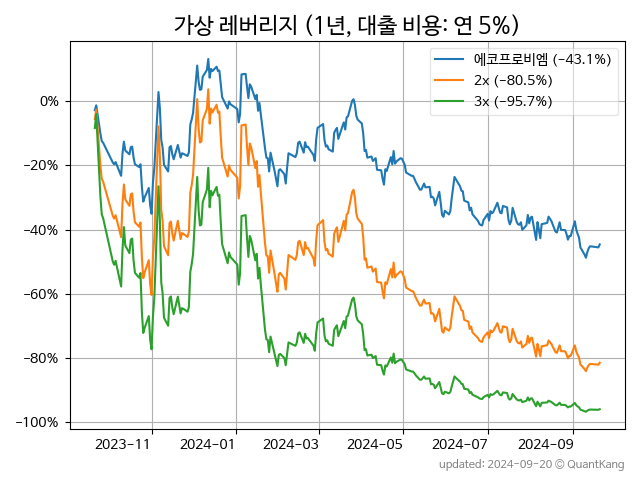 가상 레버리지 (1년, 대출 비용: 연 5%)
에코프로비엠 (−43.1%)
2x (−80.5%)
3x (−95.7%)
0%
−20%
−40%
−60%
−80%
−100%
2023-11 2024-01 2024-03 2024-05 2024-07 2024-09
updated: 2024-09-20 © QuantKang